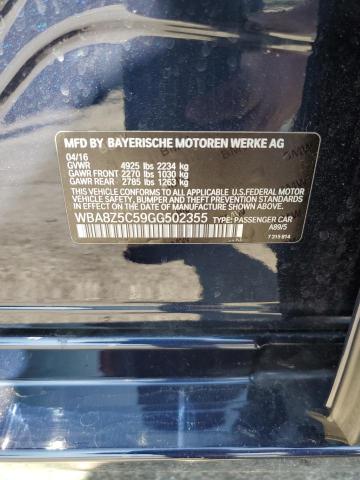 MFD BY BAYERISCHE MOTOREN WERKE AG
04/16
GVWR 4925 lbs 2234 kg
GAWR FRONT 2270 lbs 1030 kg
GAWR REAR 2785 lbs 1263 kg
THIS VEHICLE CONFORMS TO ALL APPLICABLE U.S.FEDERAL MOTOR
VEHICLE SAFETY, BUMPER AND THEFT PREVENTION STANDARDS IN
EFFECT ON THE DATE OF MANUFACTURE SHOWN ABOVE.
WBA8Z5C59GG502355 TYPE: PASSENGER CAR
A89/5
7 315 814